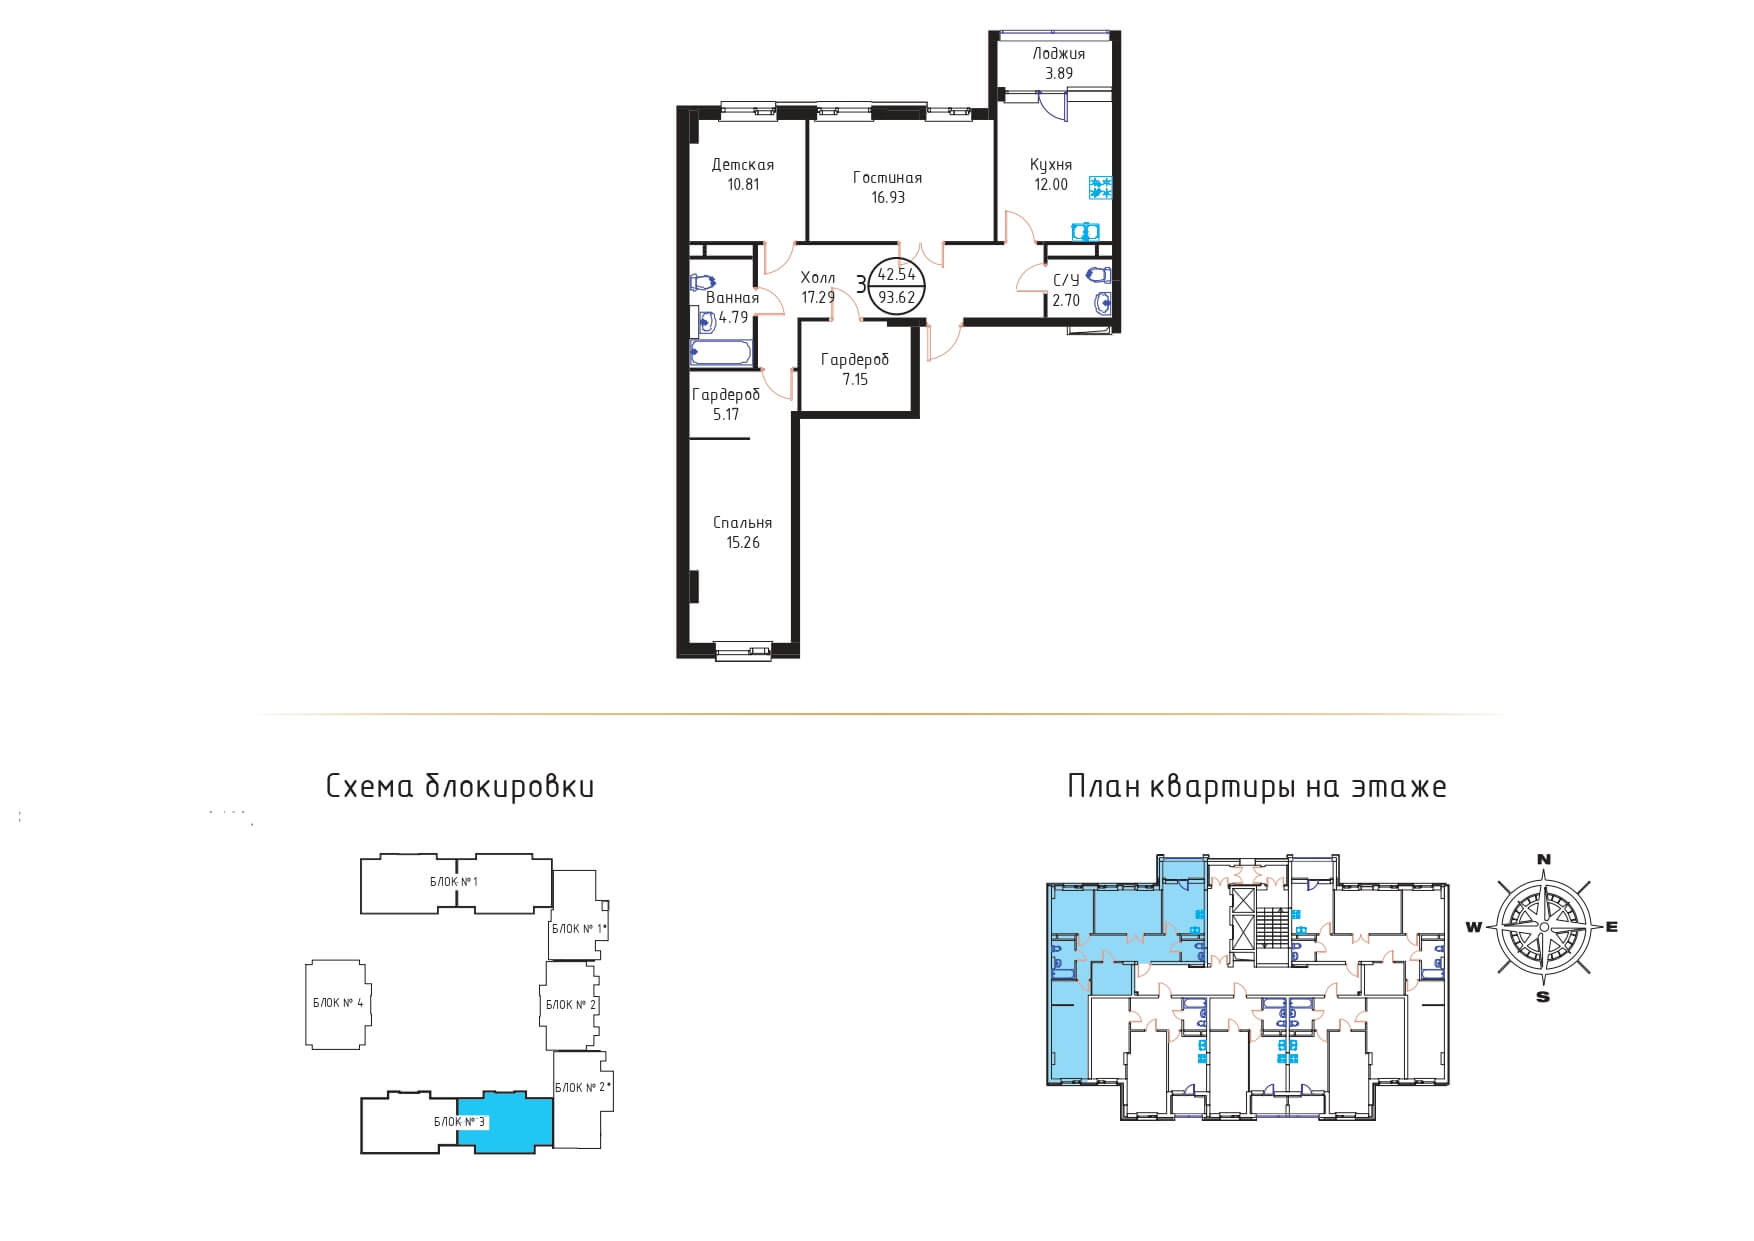 Лоджия
3.89
Детская
10.81
Гостиная
16.93
Кухня
12.00
Холл
17.29
3
42.54
93.62
С/У
2.70
Ванная
4.79
Гардероб
7.15
Гардероб
5.17
Спальня
15.26
Схема блокировки
План квартиры на этаже
БЛОК № 1
БЛОК № 1*
БЛОК № 4
БЛОК № 2
БЛОК № 2*
БЛОК № 3
N
W
E
S